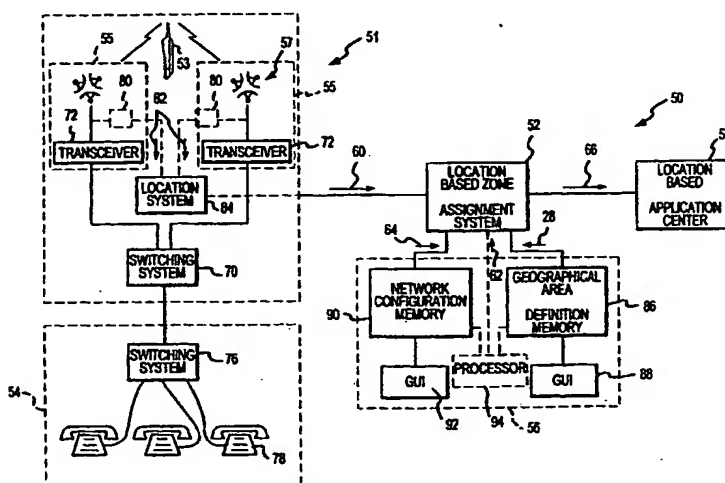 55
53
57
51
80
82
80
55
72
TRANSCEIVER
TRANSCEIVER
72
LOCATION
SYSTEM
84
SWITCHING
SYSTEM
70
60
52
LOCATION
BASED ZONE
ASSIGNMENT
SYSTEM
66
50
LOCATION
BASED
APPLICATION
CENTER
64
62
28
90
NETWORK
CONFIGURATION
MEMORY
GEOGRAPHICAL
AREA
DEFINITION
MEMORY
86
GUI
92
PROCESSOR
94
GUI
88
56
54
SWITCHING
SYSTEM
76
78